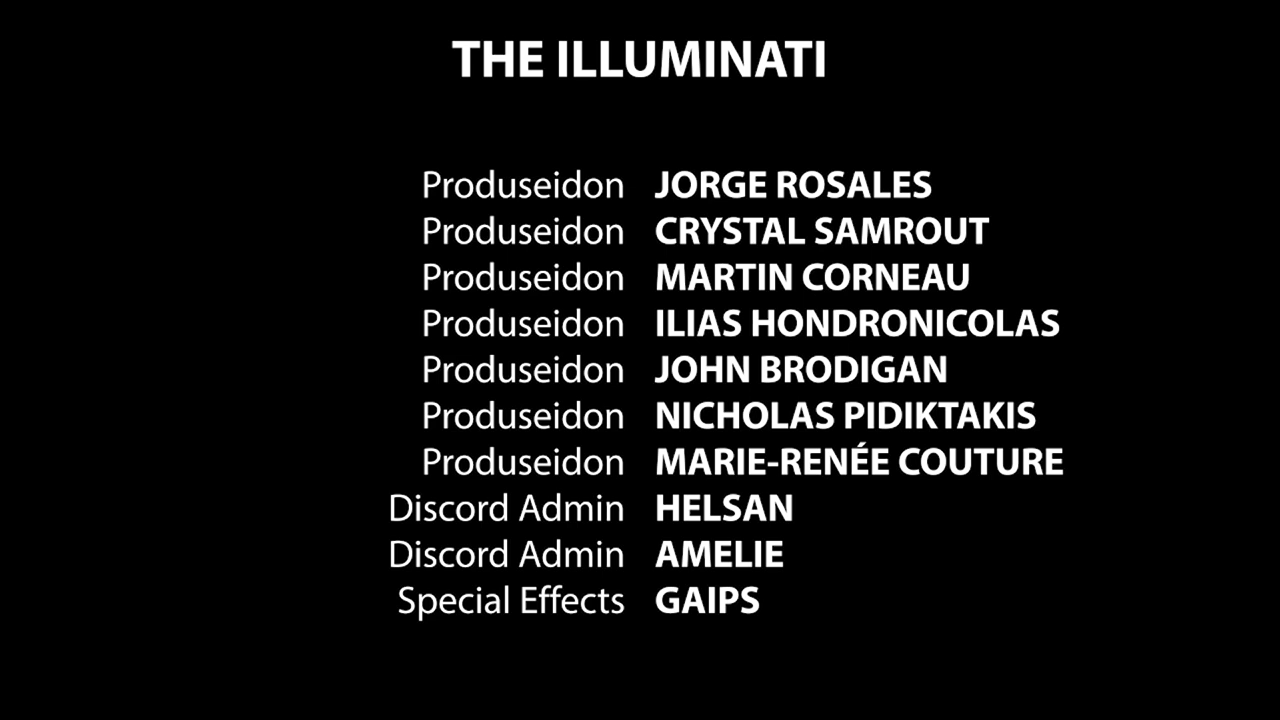 THE ILLUMINATI
Produseidon JORGE ROSALES
Produseidon CRYSTAL SAMROUT
Produseidon MARTIN CORNEAU
Produseidon ILIAS HONDRONICOLAS
Produseidon JOHN BRODIGAN
Produseidon NICHOLAS PIDIKTAKIS
Produseidon MARIE-RENÉE COUTURE
Discord Admin HELSAN
Discord Admin AMELIE
Special Effects GAIPS